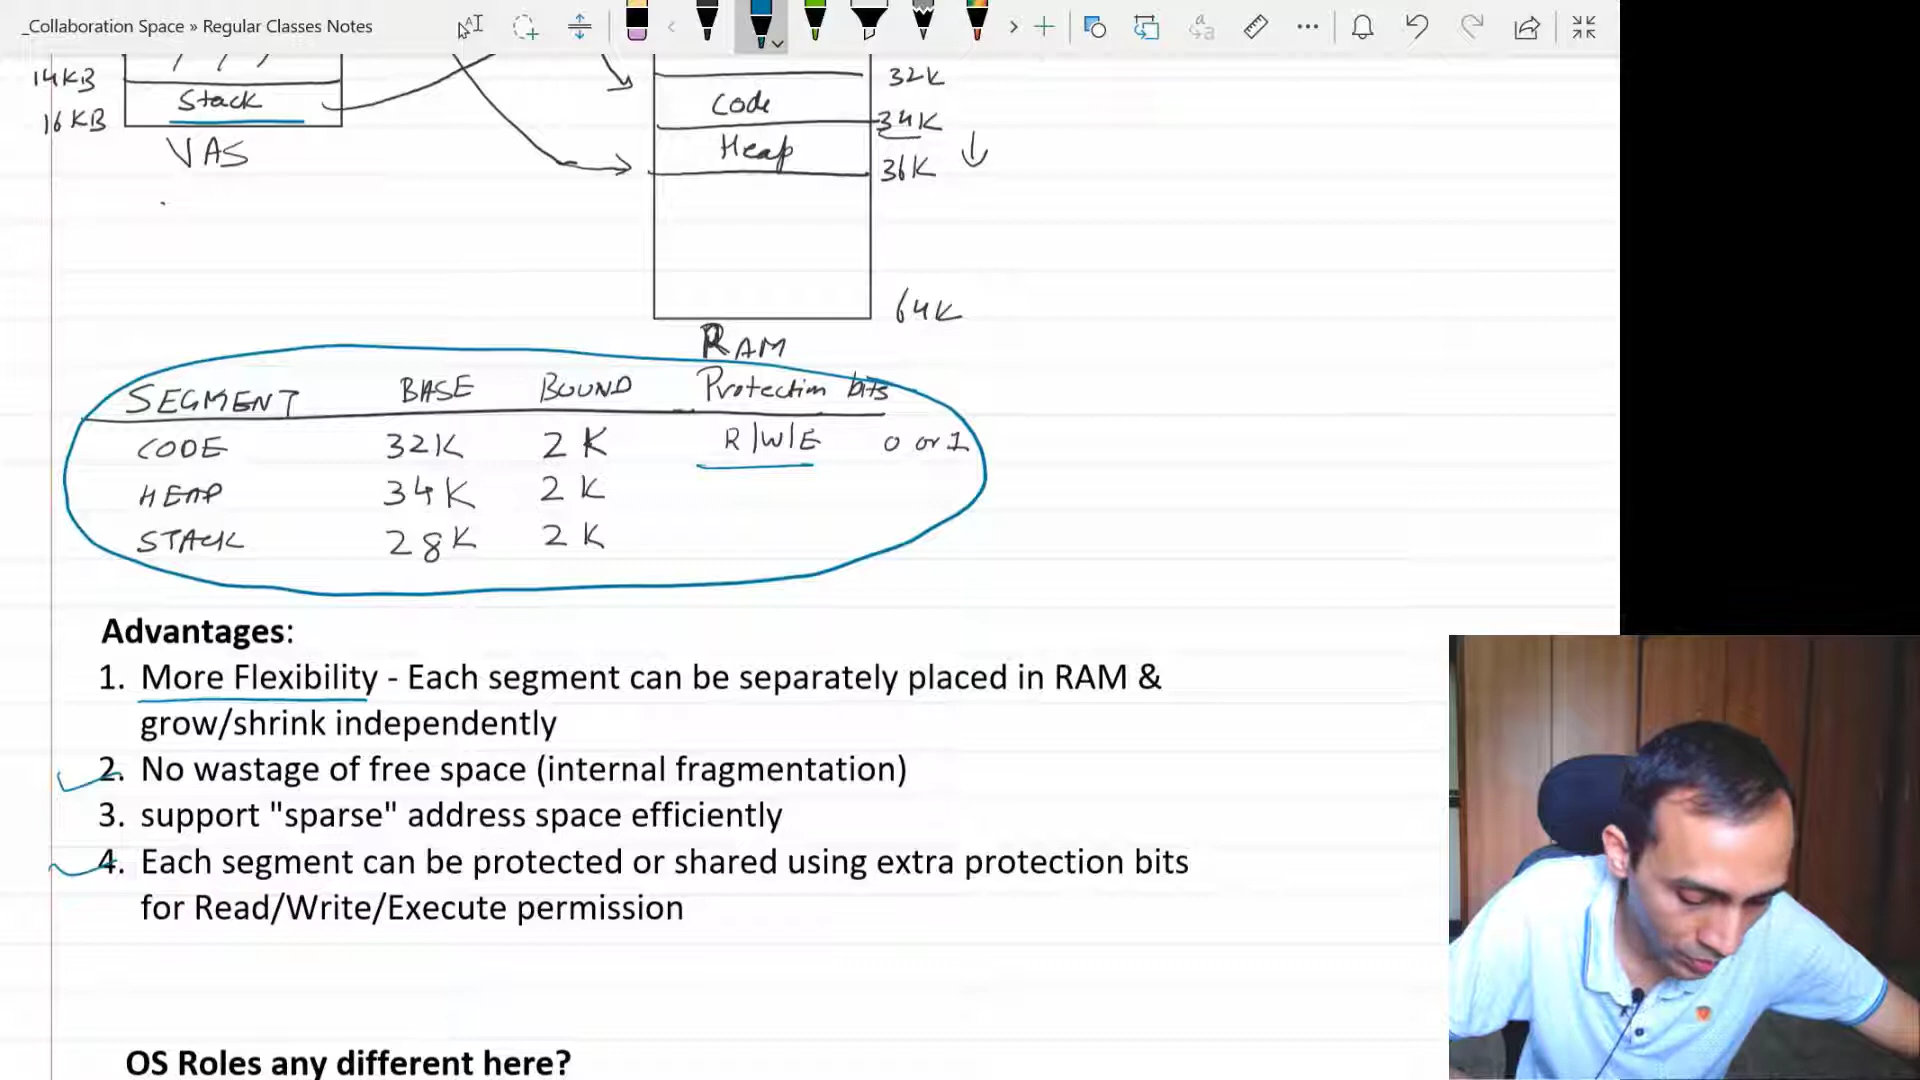 _Collaboration Space » Regular Classes Notes
14KB
Stack
16 KB
VAS
32K
Code
34K
Heap
36K
64K
RAM
SEGMENT BASE BOUND Protection bits
CODE 32K 2K R/W/E 0 or 1
HEAP 34K 2K
STACK 28K 2K
Advantages:
1. More Flexibility - Each segment can be separately placed in RAM &
grow/shrink independently
2. No wastage of free space (internal fragmentation)
3. support "sparse" address space efficiently
4. Each segment can be protected or shared using extra protection bits
for Read/Write/Execute permission
OS Roles any different here?